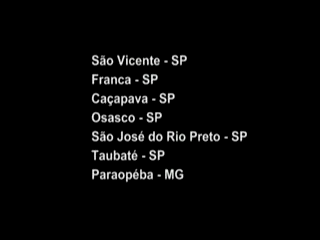 São Vicente - SP
Franca - SP
Caçapava - SP
Osasco - SP
São José do Rio Preto - SP
Taubaté - SP
Paraopéba - MG